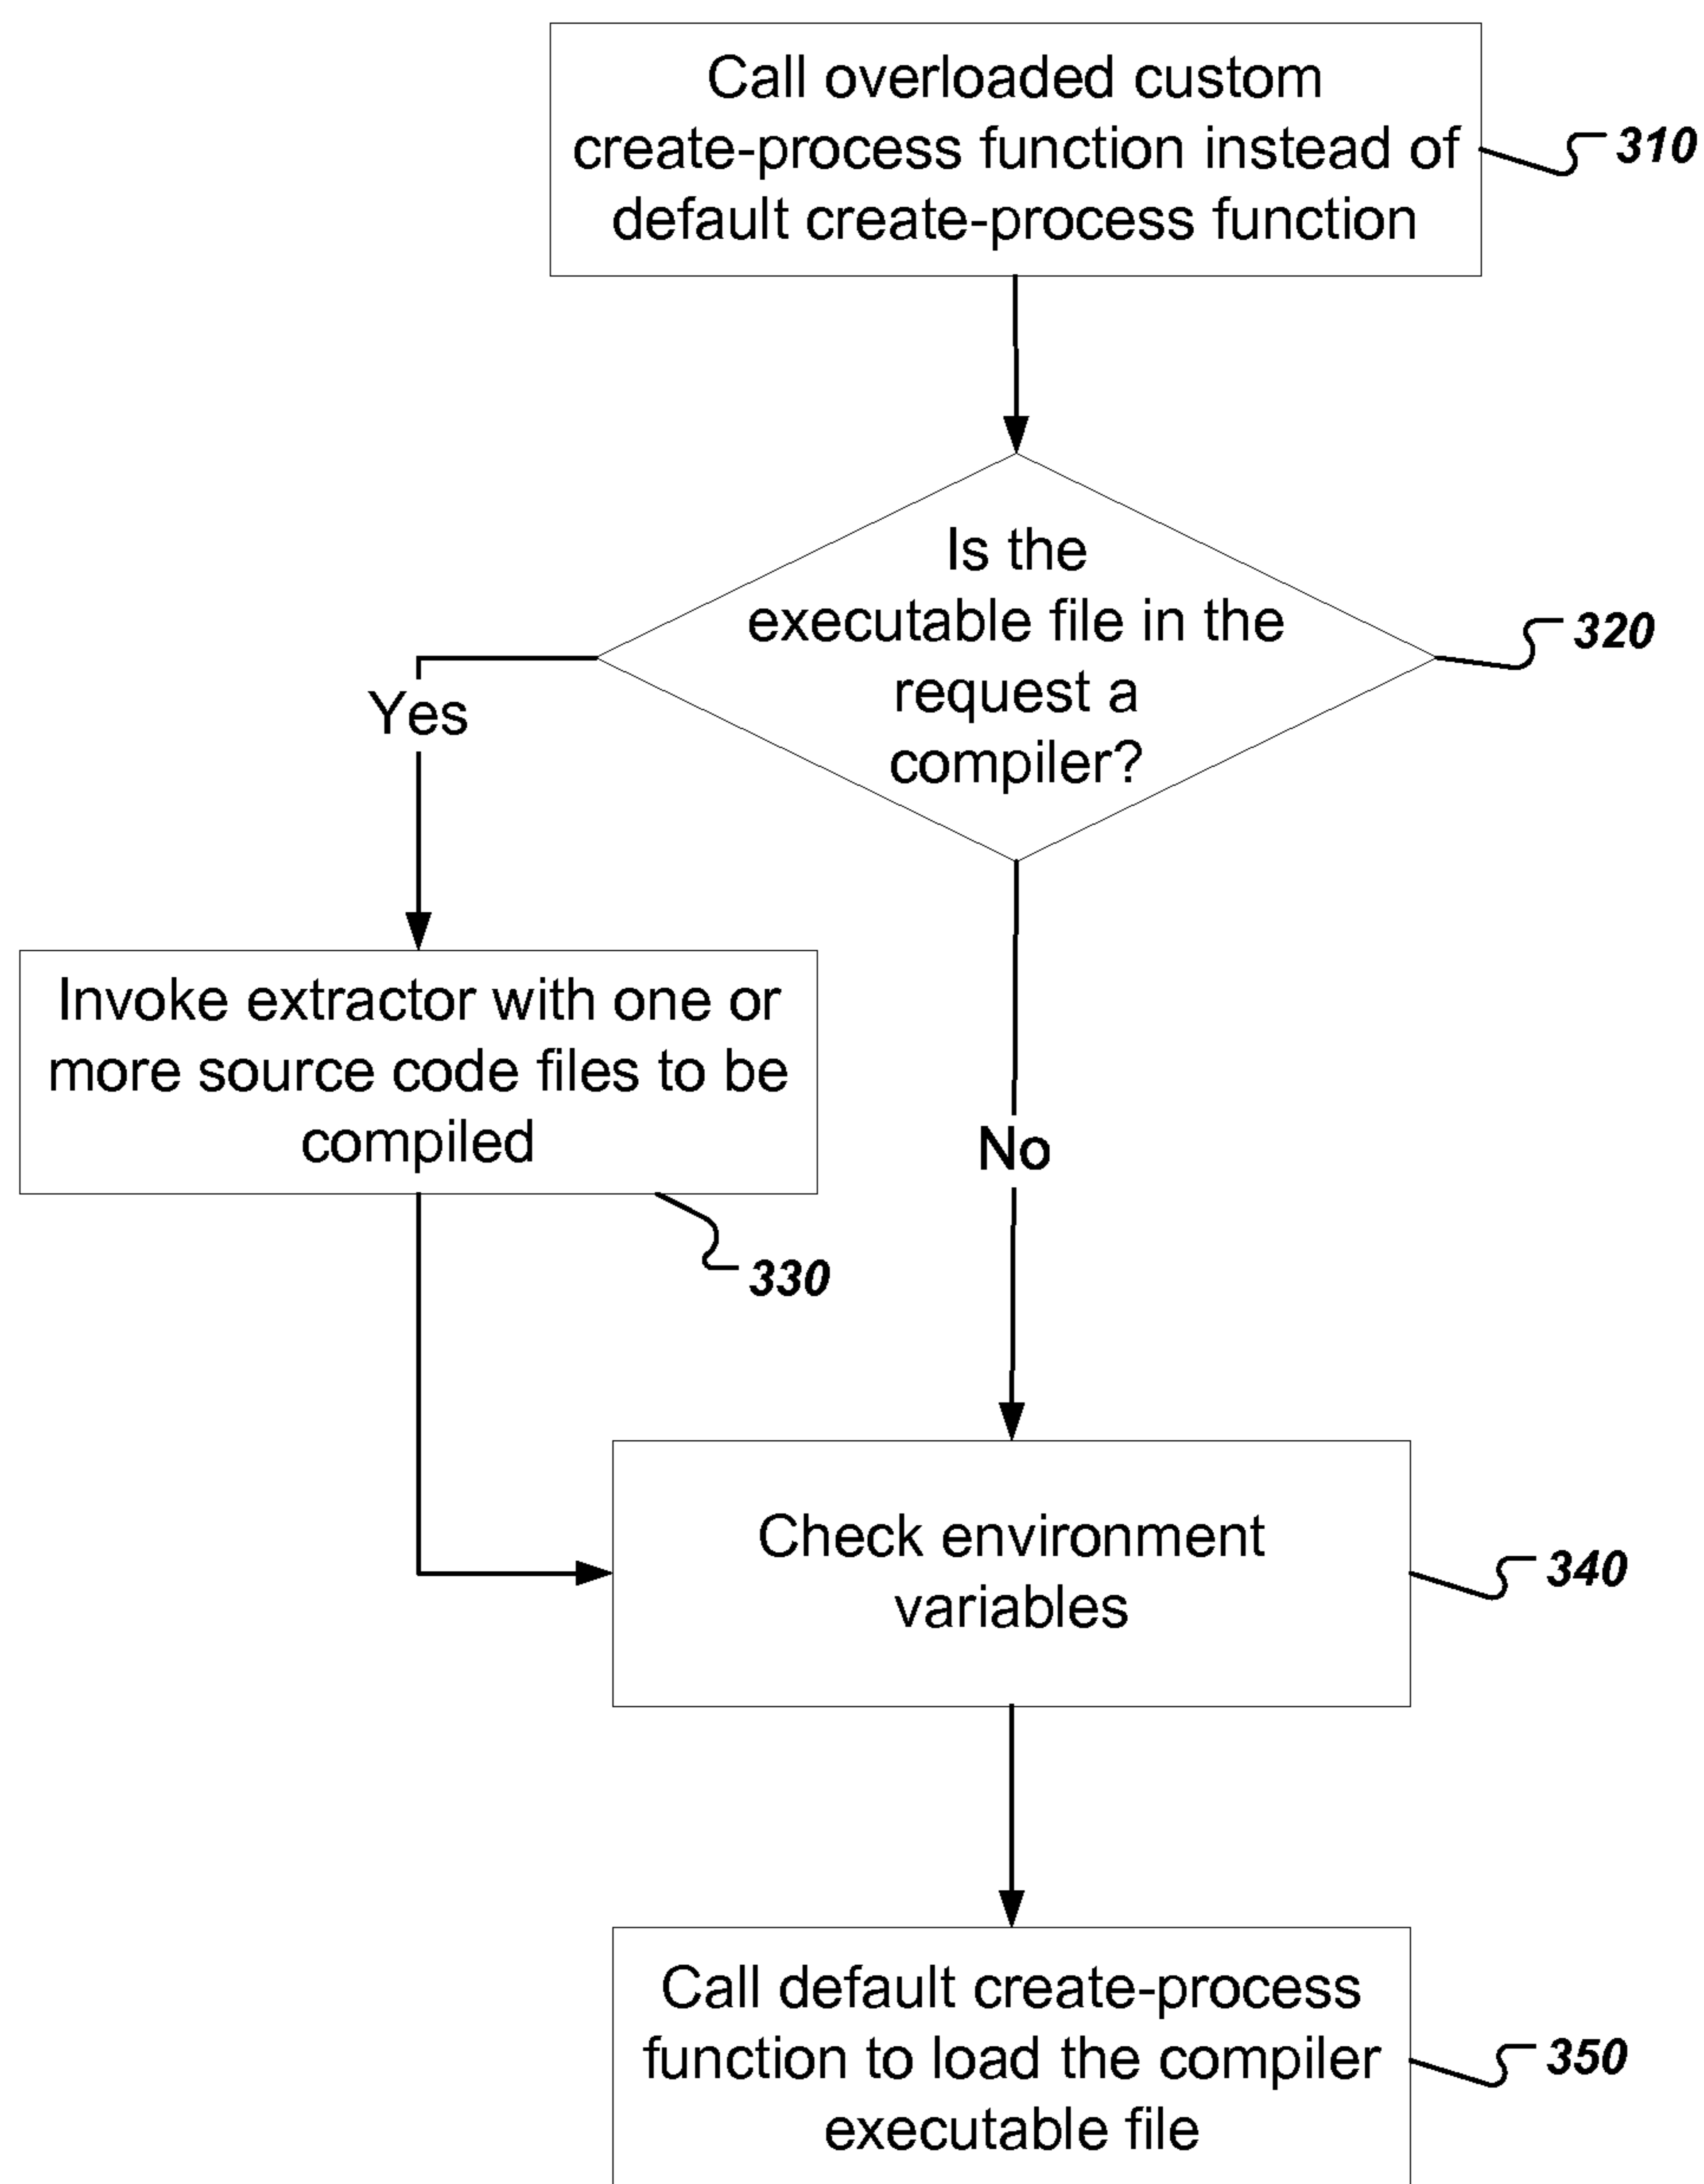 Call overloaded custom
create-process function instead of
default create-process function
310
Is the
executable file in the
request a
compiler?
320
Yes
Invoke extractor with one or
more source code files to be
compiled
330
No
Check environment
variables
340
Call default create-process
function to load the compiler
executable file
350